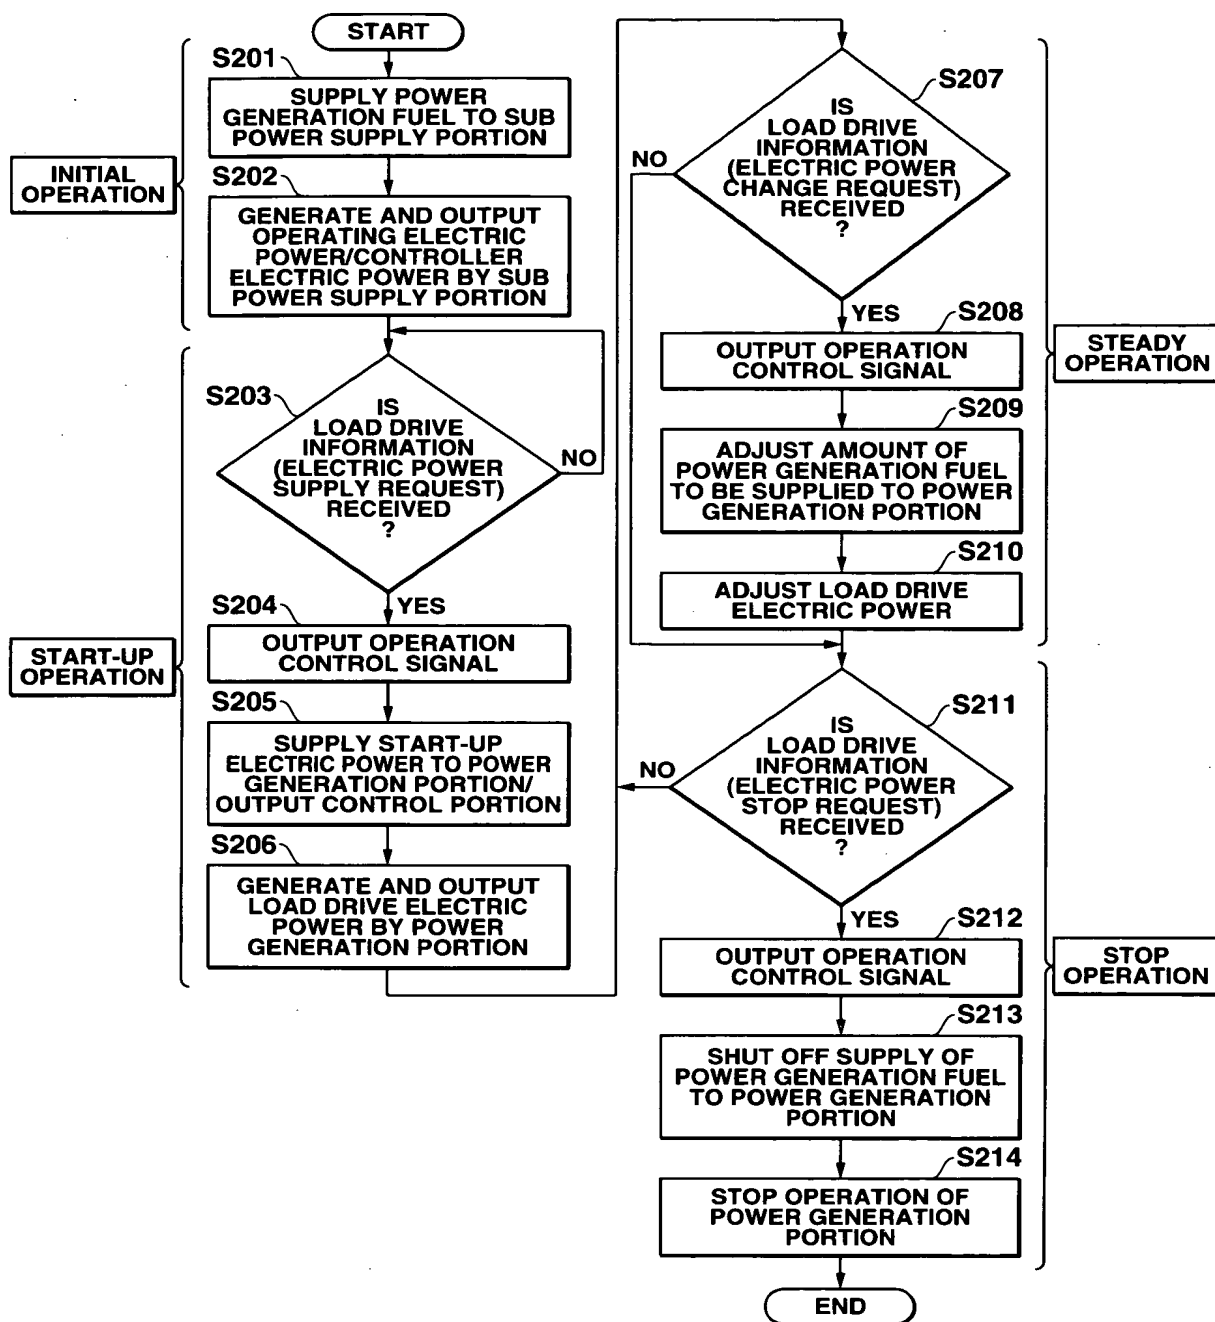 START
S201
SUPPLY POWER
GENERATION FUEL TO SUB
POWER SUPPLY PORTION
INITIAL
OPERATION
S202
GENERATE AND OUTPUT
OPERATING ELECTRIC
POWER/CONTROLLER
ELECTRIC POWER BY SUB
POWER SUPPLY PORTION
S203
IS
LOAD DRIVE
INFORMATION
(ELECTRIC POWER
SUPPLY REQUEST)
RECEIVED
?
NO
YES
START-UP
OPERATION
S204
OUTPUT OPERATION
CONTROL SIGNAL
S205
SUPPLY START-UP
ELECTRIC POWER TO POWER
GENERATION PORTION/
OUTPUT CONTROL PORTION
S206
GENERATE AND OUTPUT
LOAD DRIVE ELECTRIC
POWER BY POWER
GENERATION PORTION
S207
IS
LOAD DRIVE
INFORMATION
(ELECTRIC POWER
CHANGE REQUEST)
RECEIVED
?
NO
YES
S208
OUTPUT OPERATION
CONTROL SIGNAL
STEADY
OPERATION
S209
ADJUST AMOUNT OF
POWER GENERATION FUEL
TO BE SUPPLIED TO POWER
GENERATION PORTION
S210
ADJUST LOAD DRIVE
ELECTRIC POWER
S211
IS
LOAD DRIVE
INFORMATION
(ELECTRIC POWER
STOP REQUEST)
RECEIVED
?
NO
YES
S212
OUTPUT OPERATION
CONTROL SIGNAL
STOP
OPERATION
S213
SHUT OFF SUPPLY OF
POWER GENERATION FUEL
TO POWER GENERATION
PORTION
S214
STOP OPERATION OF
POWER GENERATION
PORTION
END